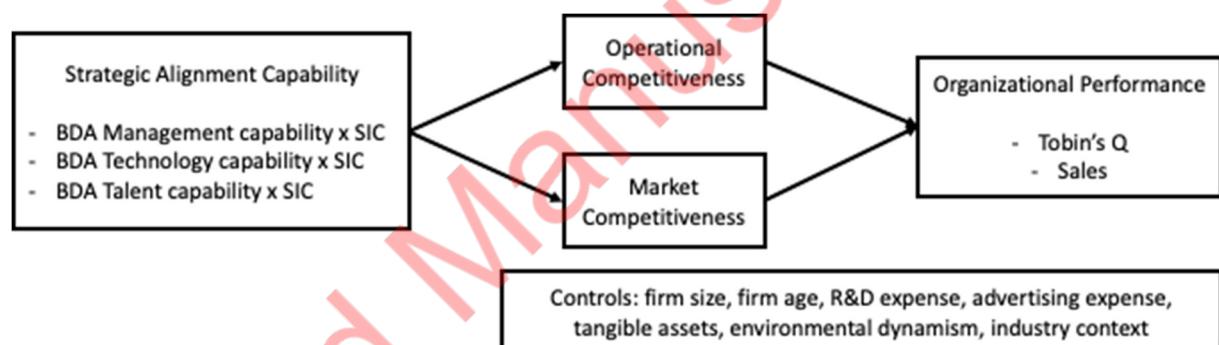 Strategic Alignment Capability
- BDA Management capability x SIC
- BDA Technology capability x SIC
- BDA Talent capability x SIC
Operational
Competitiveness
Market
Competitiveness
Organizational Performance
- Tobin's Q
- Sales
Controls: firm size, firm age, R&D expense, advertising expense,
tangible assets, environmental dynamism, industry context
d Manus